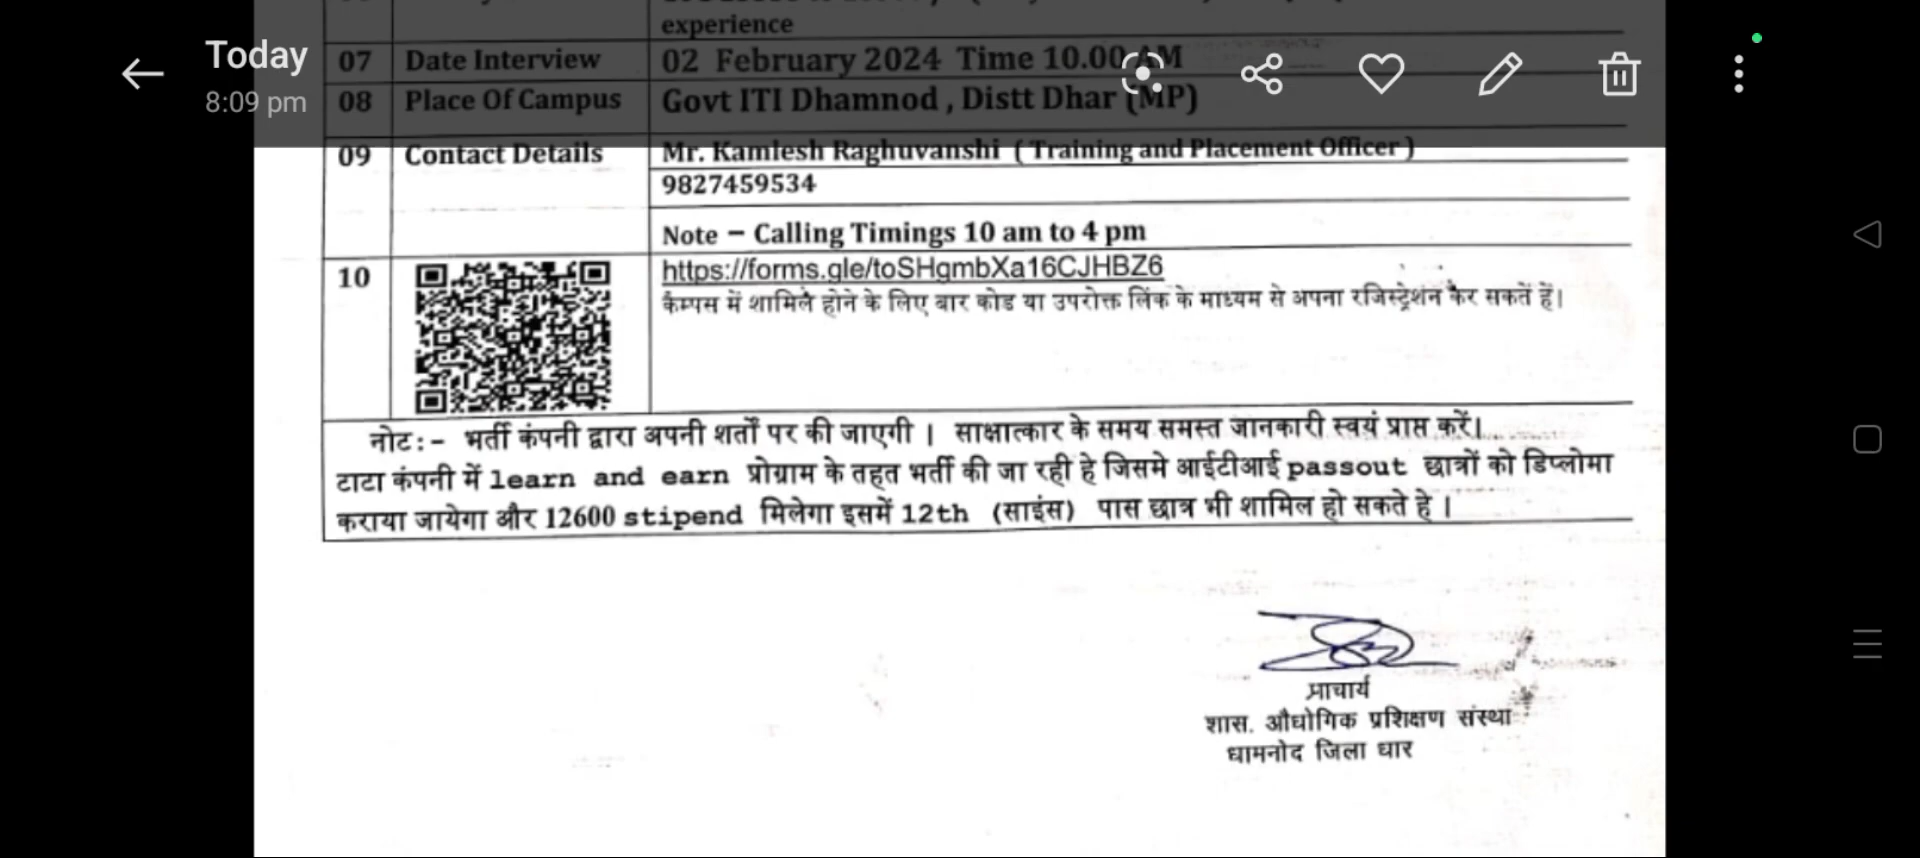 experience
Today
8:09 pm
07 Date Interview 02 February 2024 Time 10.00 AM
08 Place Of Campus Govt ITI Dhamnod , Distt Dhar (MP)
09 Contact Details Mr. Kamlesh Raghuvanshi ( Training and Placement Officer )
9827459534
Note – Calling Timings 10 am to 4 pm
10 https://forms.gle/toSHgmbXa16CJHBZ6
कैम्पस में शामिल होने के लिए बार कोड या उपरोक्त लिंक के माध्यम से अपना रजिस्ट्रेशन कर सकतें हैं।
नोट:- भर्ती कंपनी द्वारा अपनी शर्तों पर की जाएगी । साक्षात्कार के समय समस्त जानकारी स्वयं प्राप्त करें।
टाटा कंपनी में learn and earn प्रोग्राम के तहत भर्ती की जा रही हे जिसमे आईटीआई passout छात्रों को डिप्लोमा
कराया जायेगा और 12600 stipend मिलेगा इसमें 12th (साइंस) पास छात्र भी शामिल हो सकते हे ।
प्राचार्य
शास. औधोगिक प्रशिक्षण संस्था
धामनोद जिला धार